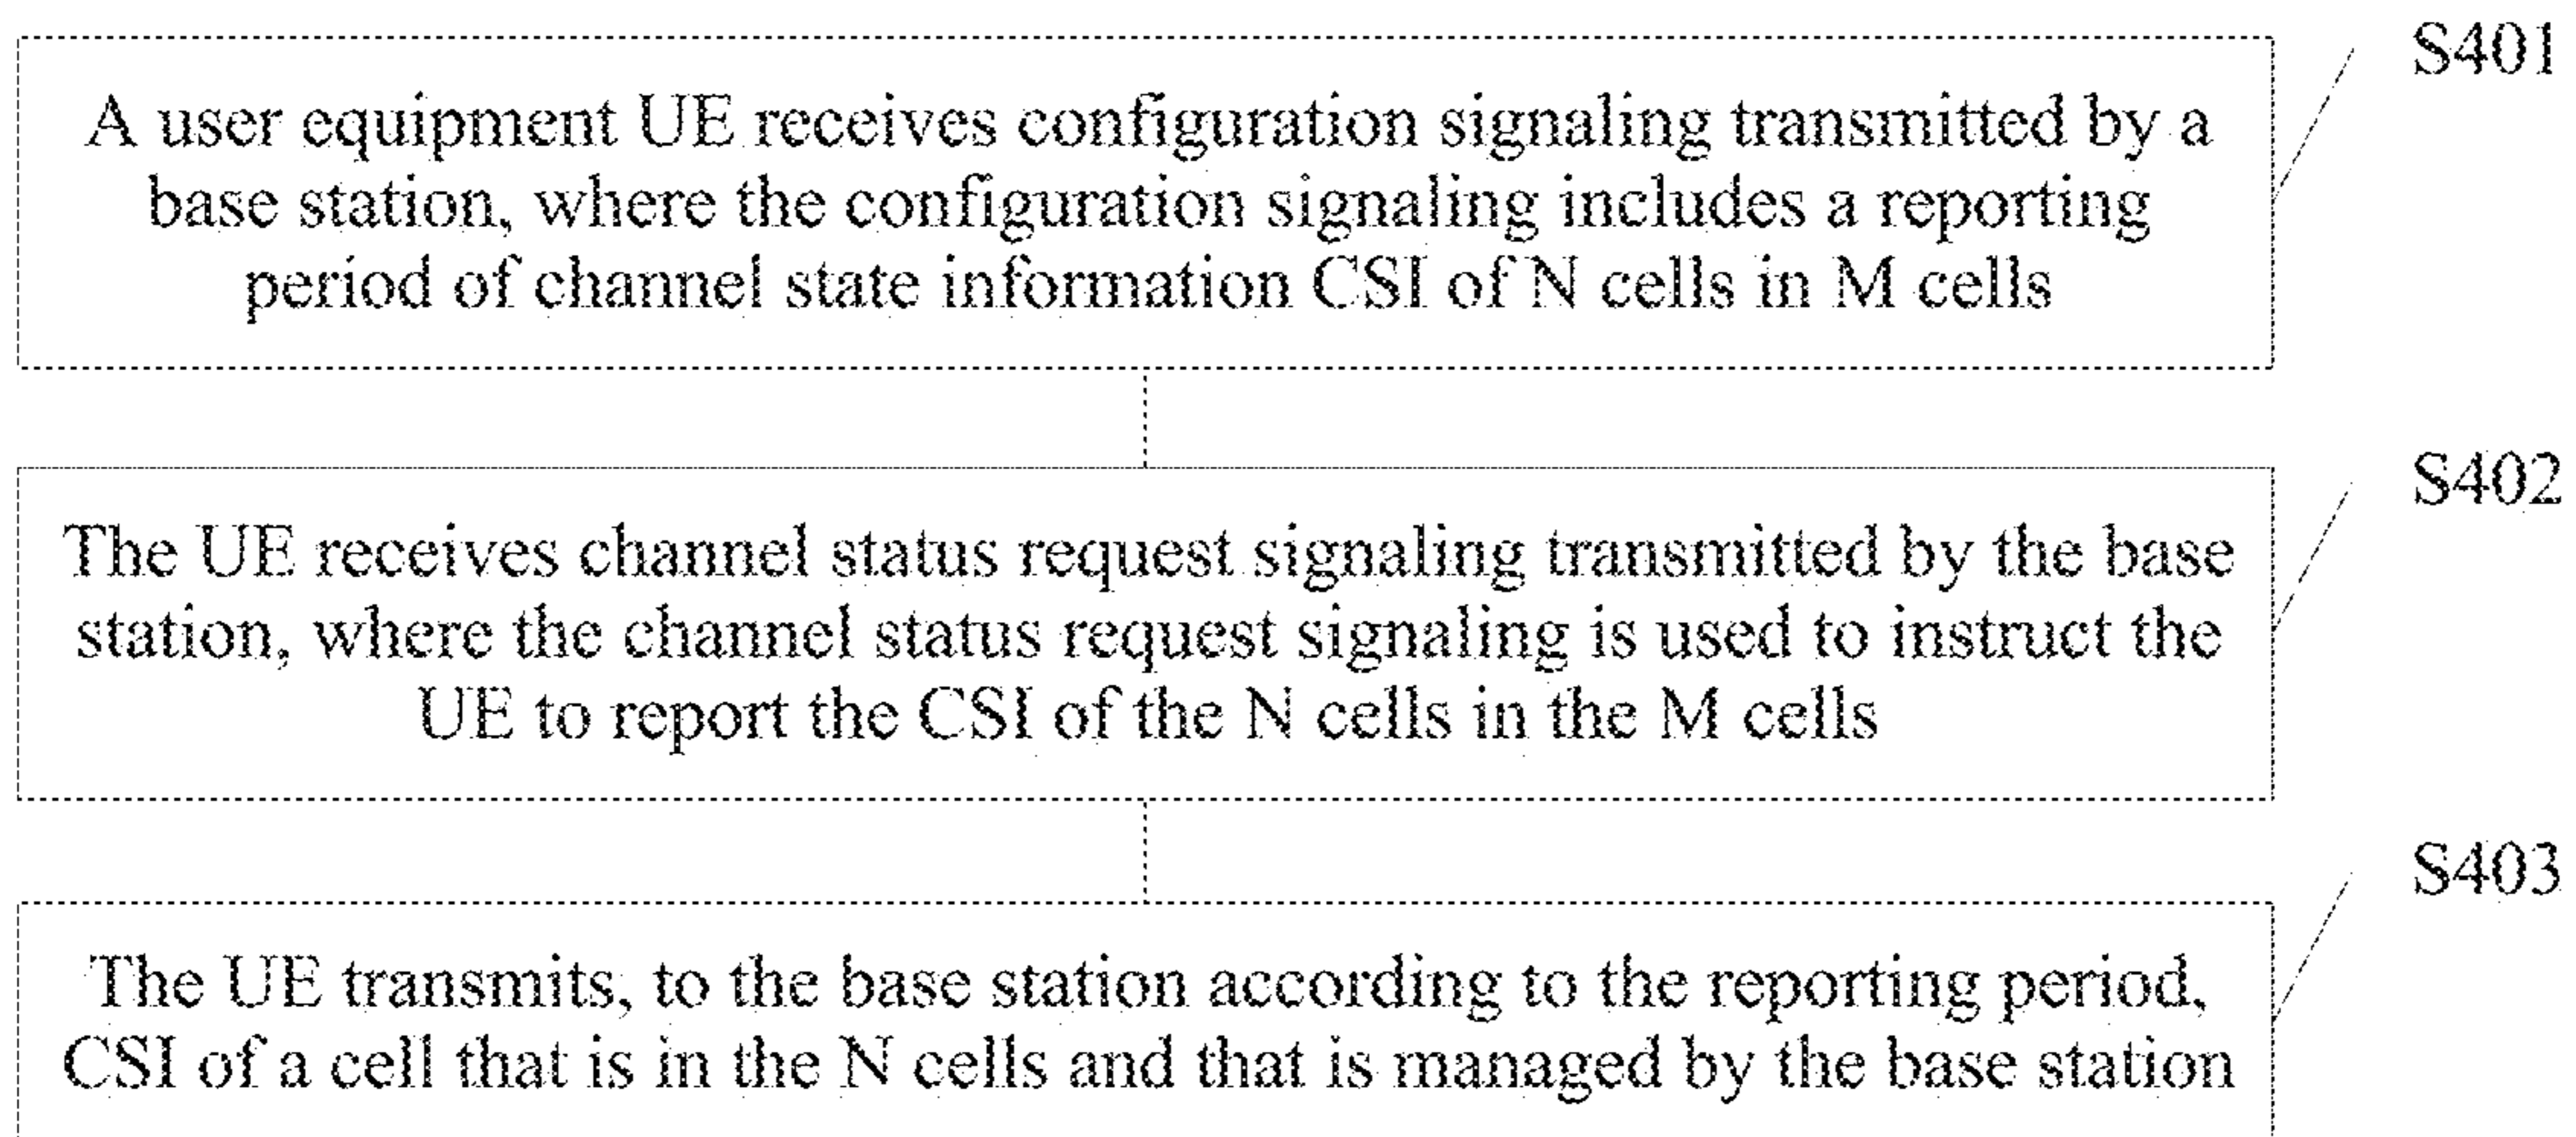 S401
A user equipment UE receives configuration signaling transmitted by a
base station, where the configuration signaling includes a reporting
period of channel state information CSI of N cells in M cells
S402
The UE receives channel status request signaling transmitted by the base
station, where the channel status request signaling is used to instruct the
UE to report the CSI of the N cells in the M cells
S403
The UE transmits, to the base station according to the reporting period,
CSI of a cell that is in the N cells and that is managed by the base station